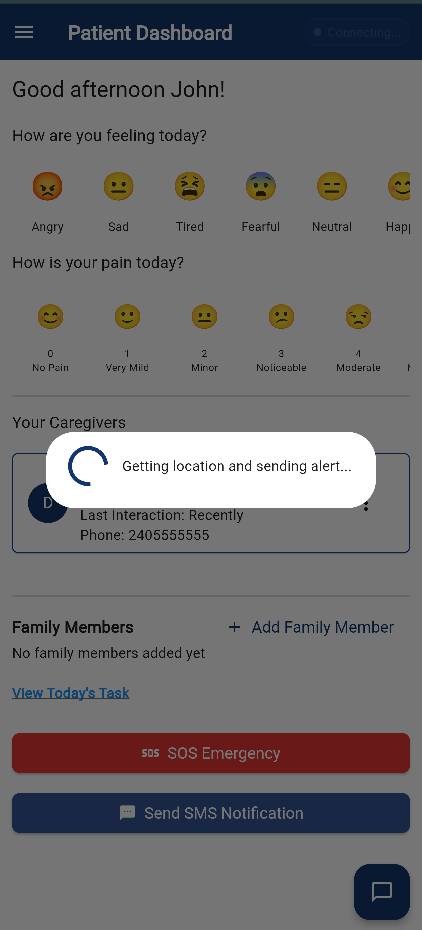 Patient Dashboard
Connecting...
Good afternoon John!
How are you feeling today?
Angry Sad Tired Fearful Neutral Happ
How is your pain today?
0 1 2 3 4
No Pain Very Mild Minor Noticeable Moderate
Your Caregivers
Getting location and sending alert...
D
Last Interaction: Recently
Phone: 2405555555
Family Members
+ Add Family Member
No family members added yet
View Today's Task
SOS SOS Emergency
Send SMS Notification